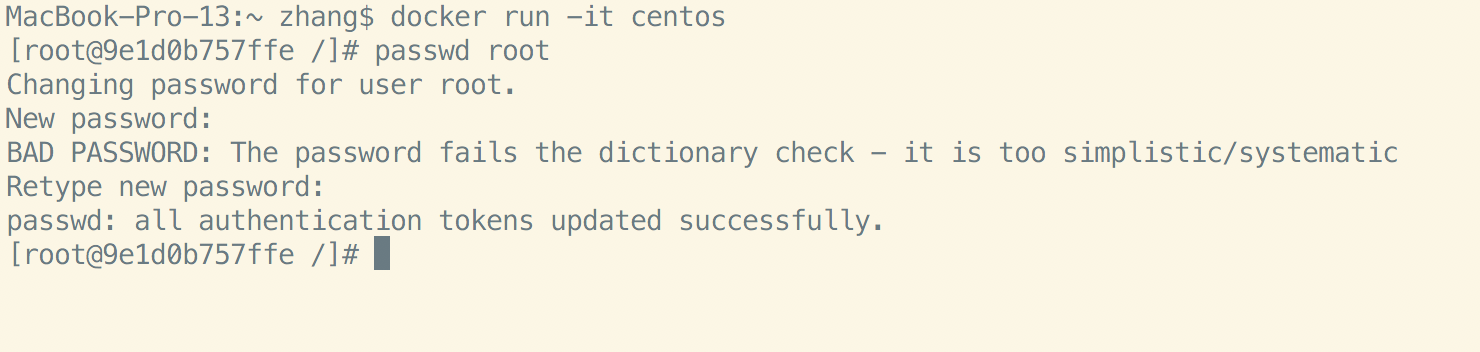 MacBook-Pro-13:~ zhang$ docker run -it centos
[root@9e1d0b757ffe /]# passwd root
Changing password for user root.
New password:
BAD PASSWORD: The password fails the dictionary check - it is too simplistic/systematic
Retype new password:
passwd: all authentication tokens updated successfully.
[root@9e1d0b757ffe /]#